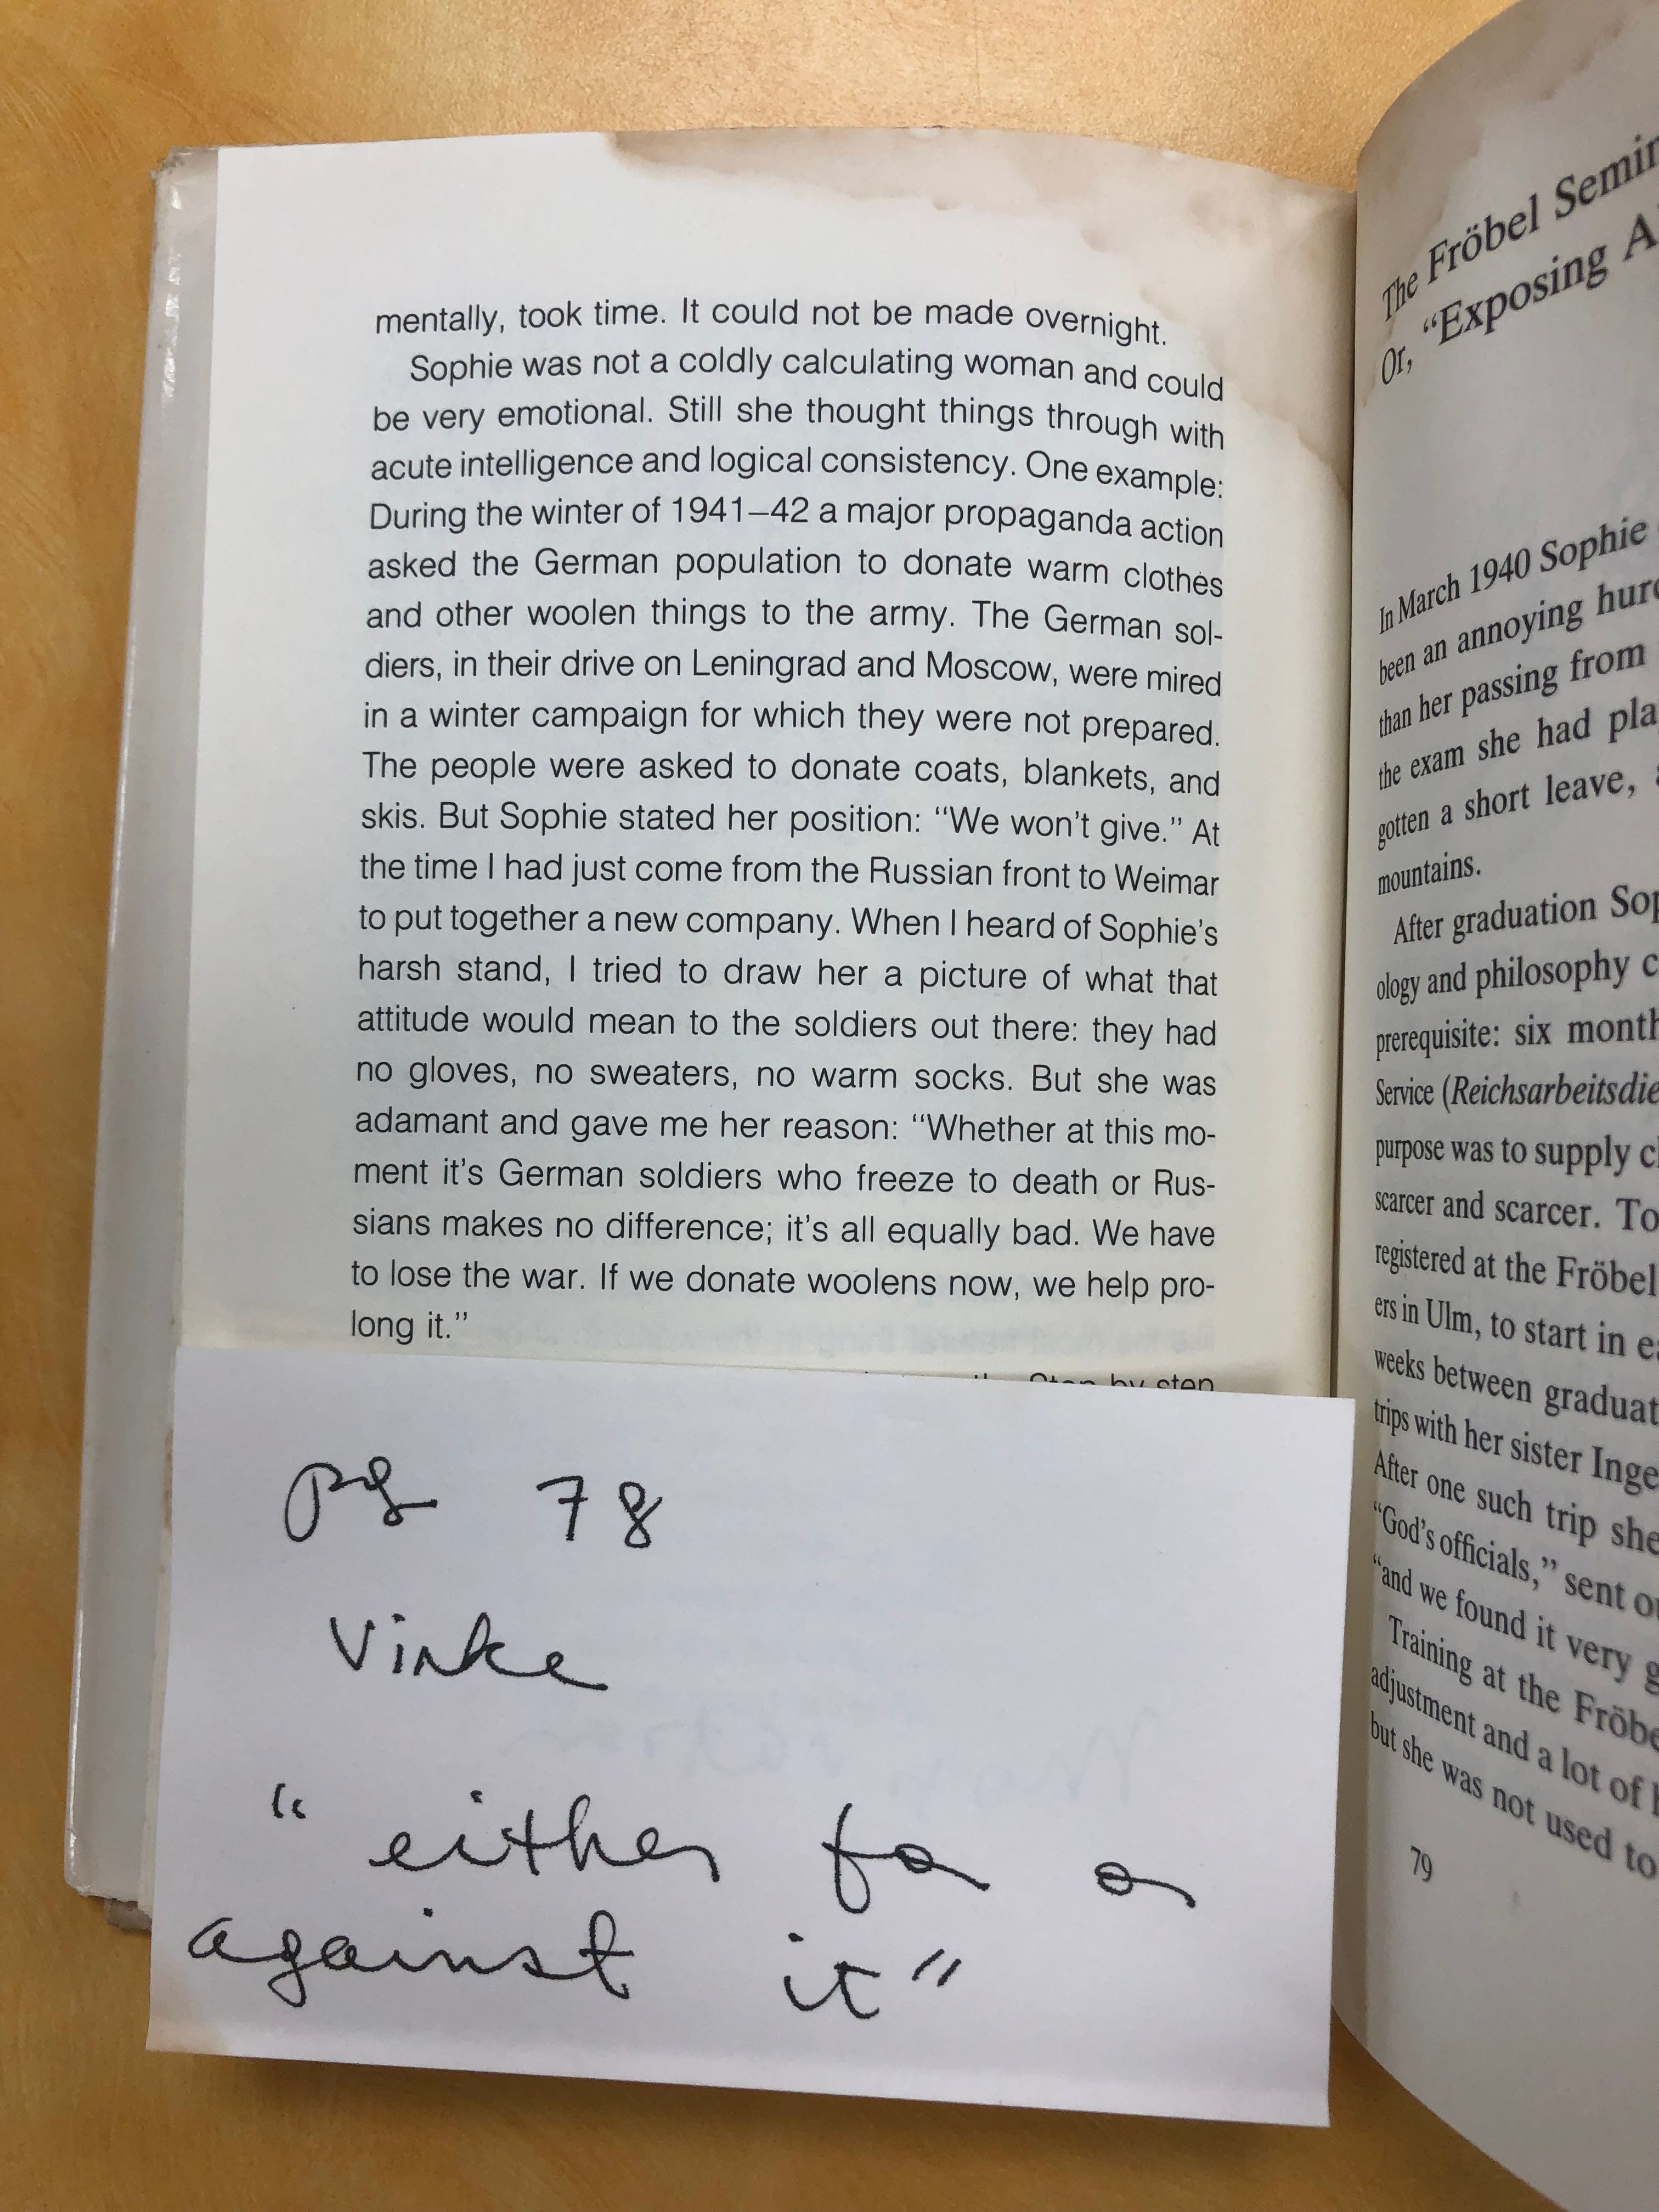 mentally, took time. It could not be made overnight.
Sophie was not a coldly calculating woman and could
be very emotional. Still she thought things through with
acute intelligence and logical consistency. One example:
During the winter of 1941–42 a major propaganda action
asked the German population to donate warm clothes
and other woolen things to the army. The German sol-
diers, in their drive on Leningrad and Moscow, were mired
in a winter campaign for which they were not prepared.
The people were asked to donate coats, blankets, and
skis. But Sophie stated her position: “We won’t give.” At
the time I had just come from the Russian front to Weimar
to put together a new company. When I heard of Sophie’s
harsh stand, I tried to draw her a picture of what that
attitude would mean to the soldiers out there: they had
no gloves, no sweaters, no warm socks. But she was
adamant and gave me her reason: “Whether at this mo-
ment it’s German soldiers who freeze to death or Rus-
sians makes no difference; it’s all equally bad. We have
to lose the war. If we donate woolens now, we help pro-
long it.”
by step
pg 78
Vinke
“either for or
against it”
The Fröbel Semin
Or, “Exposing A
In March 1940 Sophie
been an annoying hurd
than her passing from
the exam she had pla
gotten a short leave,
mountains.
After graduation Sop
ology and philosophy c
prerequisite: six month
Service (Reichsarbeitsdie
purpose was to supply ch
scarcer and scarcer. To
registered at the Fröbel
ers in Ulm, to start in ea
weeks between graduat
trips with her sister Inge
After one such trip she
“God’s officials,” sent ou
“and we found it very g
Training at the Fröbe
adjustment and a lot of
but she was not used to
79